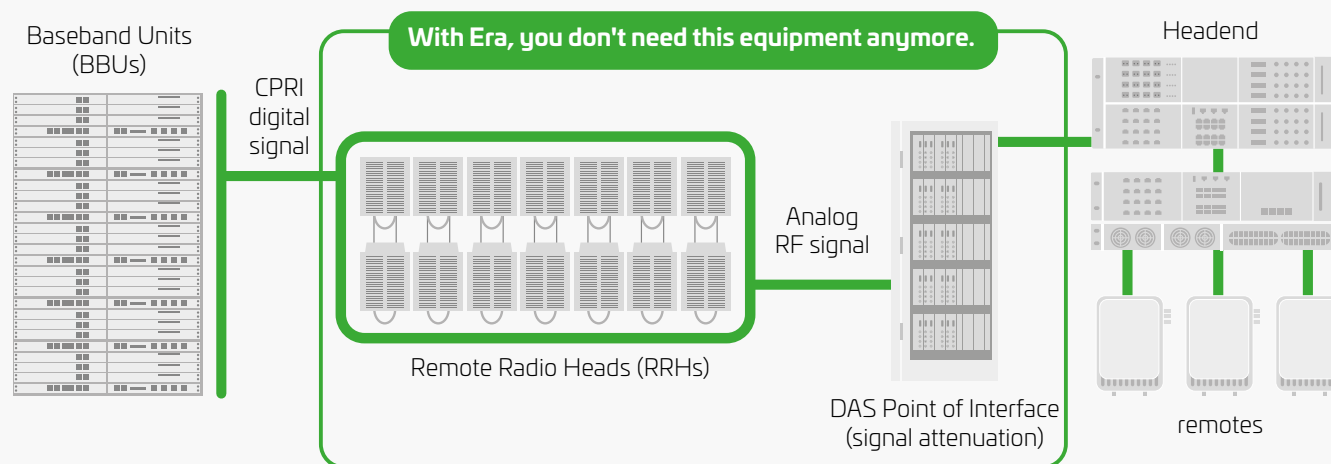 Baseband Units
(BBUs)
With Era, you don't need this equipment anymore.
Headend
CPRI
digital
signal
Analog
RF signal
Remote Radio Heads (RRHs)
DAS Point of Interface
(signal attenuation)
remotes